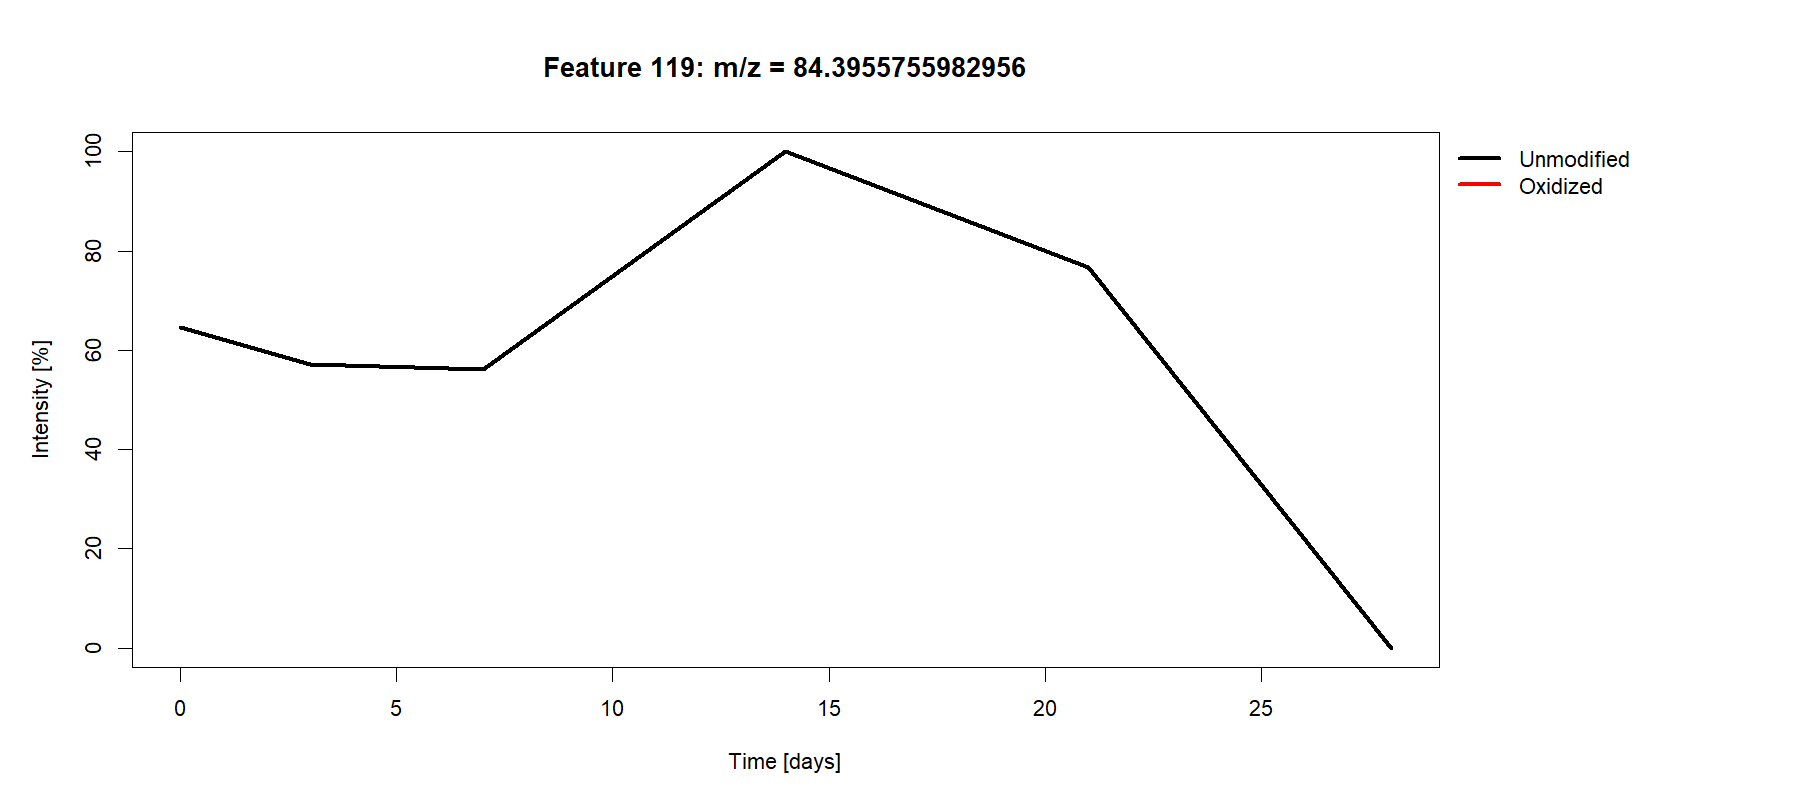 Feature 119: m/z = 84.3955755982956
Unmodified
Oxidized
Intensity [%]
100
80
60
40
20
0
0 5 10 15 20 25
Time [days]